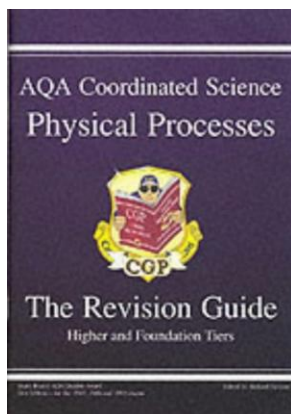 AQA Coordinated Science
Physical Processes
CGP
CGP
The Revision Guide
Higher and Foundation Tiers